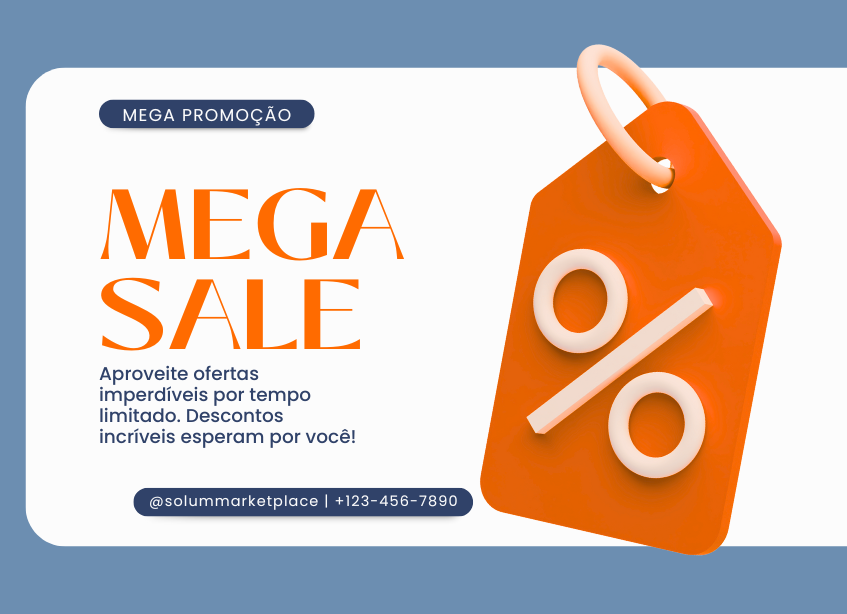 MEGA PROMOÇÃO
MEGA
SALE
Aproveite ofertas
imperdíveis por tempo
limitado. Descontos
incríveis esperam por você!
@solummarketplace | +123-456-7890
%